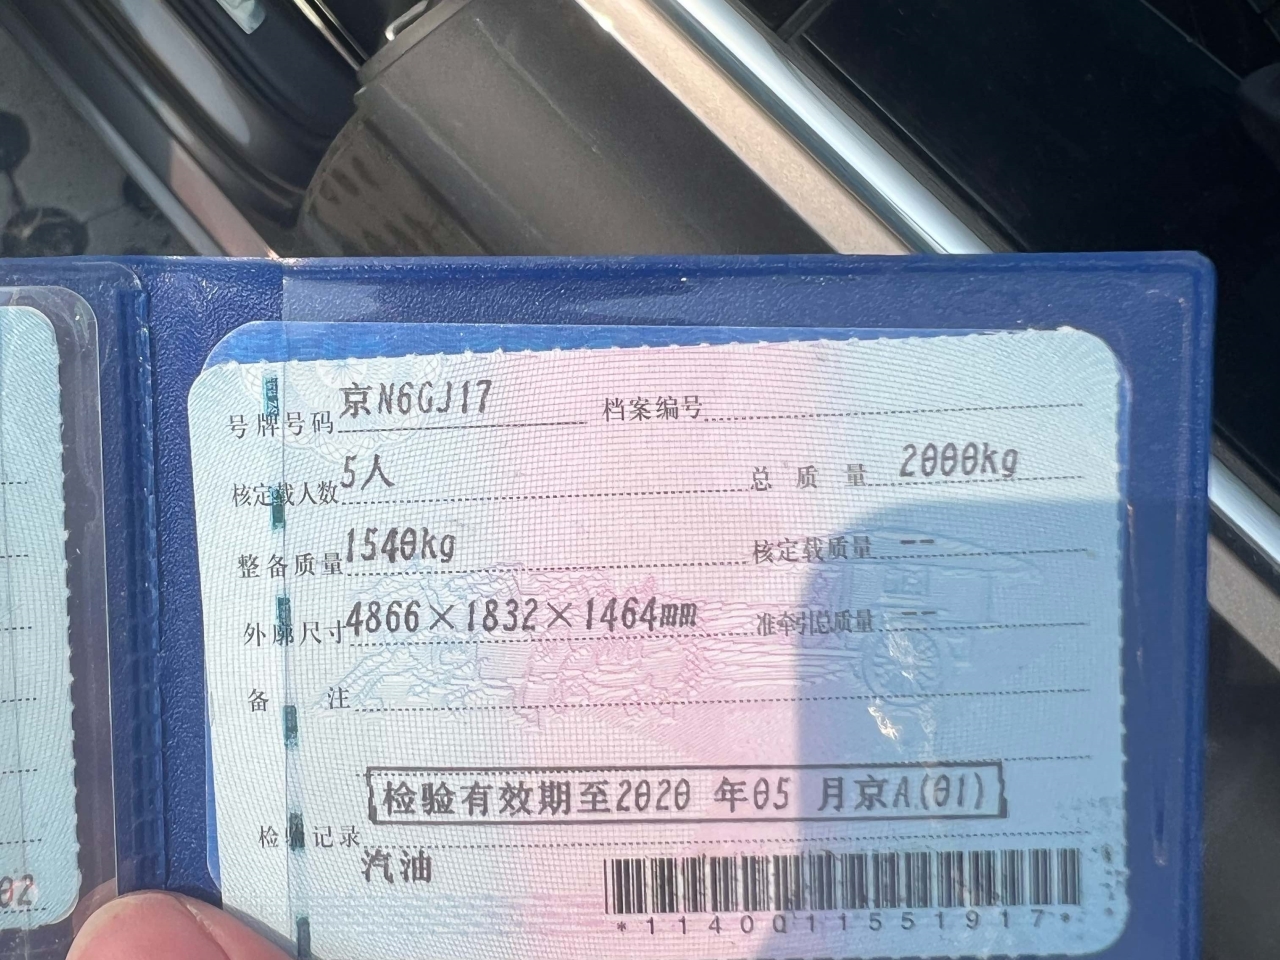 号牌号码 京N6GJ17 档案编号
核定载人数 5人 总质量 2000kg
整备质量 1540kg 核定载质量 --
外廓尺寸 4866×1832×1464mm 准牵引总质量 --
备注
检验有效期至2020 年05 月京A(01)
检验记录
汽油
*1140011551917*
02